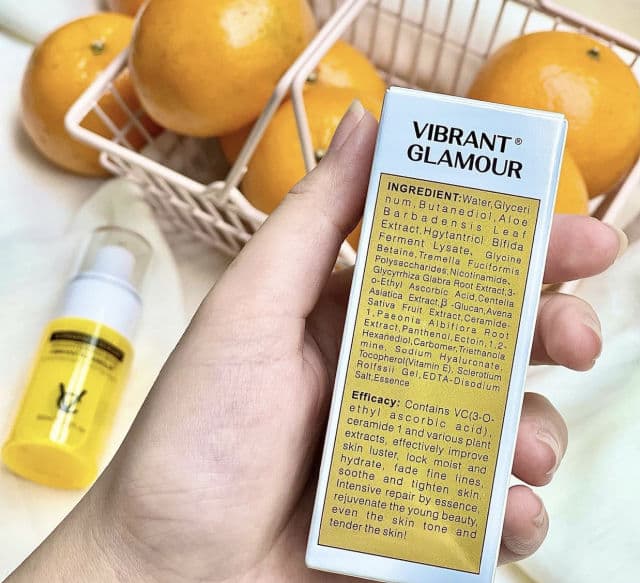 VIBRANT®
GLAMOUR
INGREDIENT:Water,Glyceri
num,Butanediol,Aloe
Barbadensis Leaf
Extract,Hgytantriol Bifida
Ferment Lysate、Glycine
Betaine,Tremella Fuciformis
Polysaccharides,Nicotinamide、
Glycyrrhiza Glabra Root Extract,3-
o-Ethyl Ascorbic Acid,Centella
Asiatica Extract,β-Glucan,Avena
Sativa Fruit Extract,Ceramide-
1,Paeonia Albiflora Root
Extract,Panthenol,Ectoin,1,2-
Hexanediol,Carbomer,Triethanola
mine、Sodium Hyaluronate,
Tocopherol(Vitamin E), Sclerotium
Rolfssii Gel,EDTA-Disodium
Salt,Essence
Efficacy: Contains VC(3-O-
ethyl ascorbic acid),
ceramide 1 and various plant
extracts, effectively improve
skin luster, lock moist and
hydrate, fade fine lines,
soothe and tighten skin.
Intensive repair by essence,
rejuvenate the young beauty,
even the skin tone and
tender the skin!